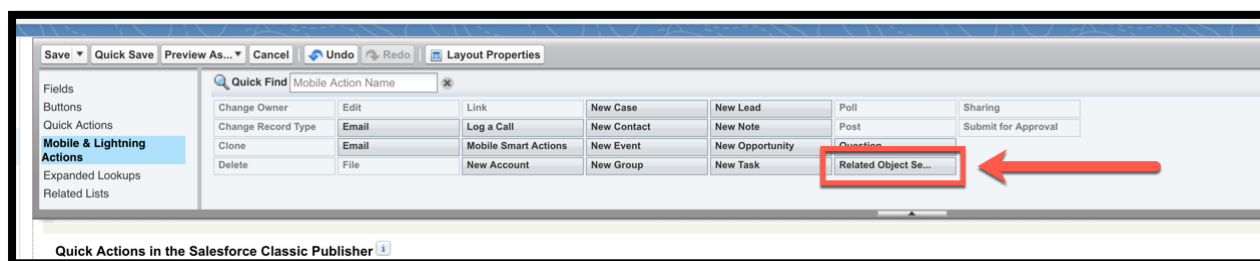 Save Quick Save Preview As... Cancel Undo Redo Layout Properties
Fields
Buttons
Quick Actions
Mobile & Lightning
Actions
Expanded Lookups
Related Lists
Quick Find Mobile Action Name
Change Owner Edit Link New Case New Lead Poll Sharing
Change Record Type Email Log a Call New Contact New Note Post Submit for Approval
Clone Email Mobile Smart Actions New Event New Opportunity Question
Delete File New Account New Group New Task Related Object Se...
Quick Actions in the Salesforce Classic Publisher i